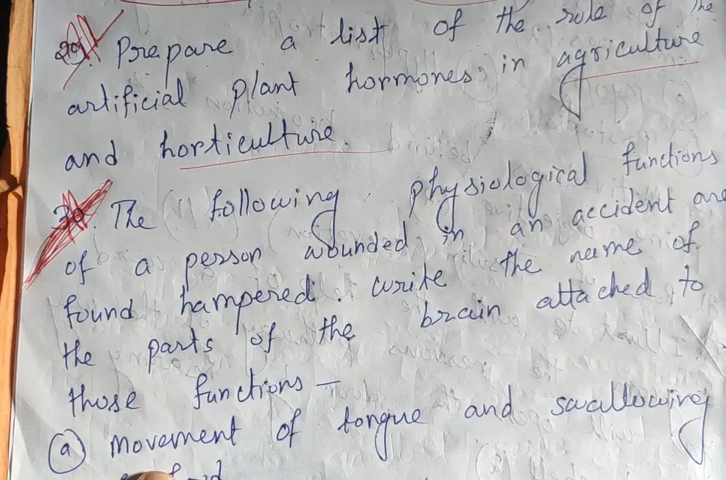 29. Prepare a list of the role of the
artificial plant hormones in agriculture
and horticulture.
30. The following physiological functions
of a person wounded in an accident are
found hampered. write the name of
the parts of the brain attached to
those functions —
(a) movement of tongue and swallowing